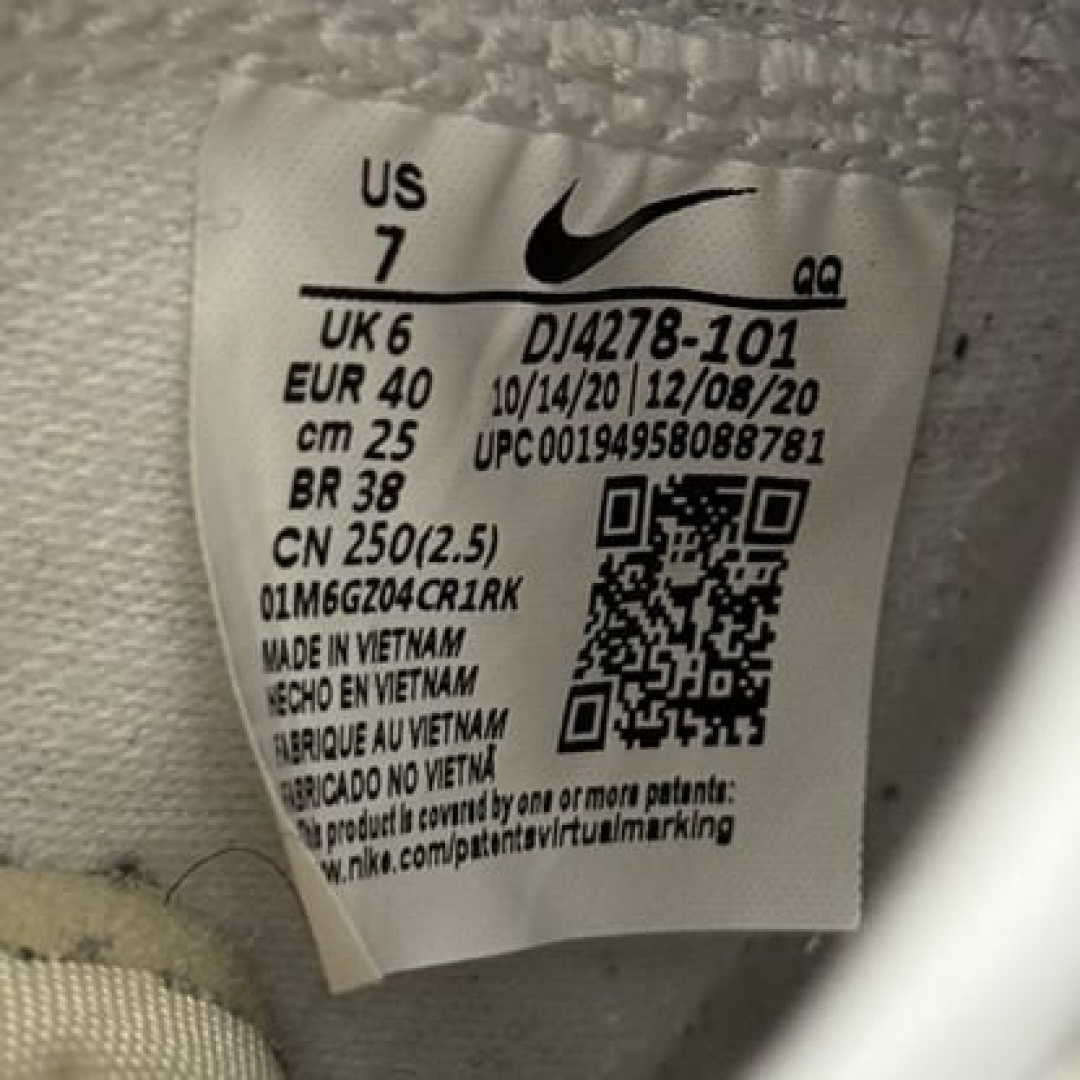 US
7
QQ
UK 6
EUR 40
cm 25
BR 38
CN 250(2.5)
01M6GZ04CR1RK
DJ4278-101
10/14/20 | 12/08/20
UPC 00194958088781
MADE IN VIETNAM
HECHO EN VIETNAM
FABRIQUE AU VIETNAM
FABRICADO NO VIETNÃ
This product is covered by one or more patents:
w.nike.com/patentsvirtualmarking